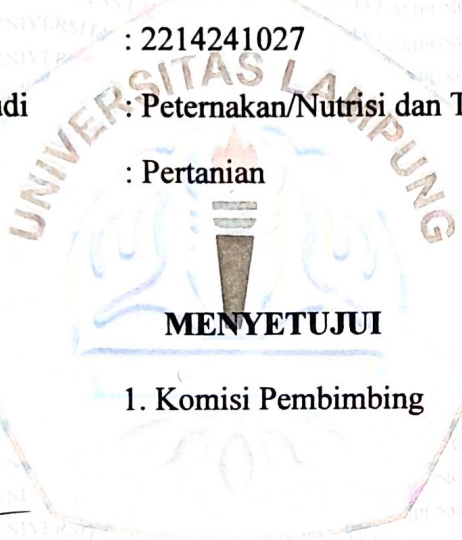 : 2214241027
di : Peternakan/Nutrisi dan T
: Pertanian
UNIVERSITAS LAMPUNG
MENYETUJUI
1. Komisi Pembimbing